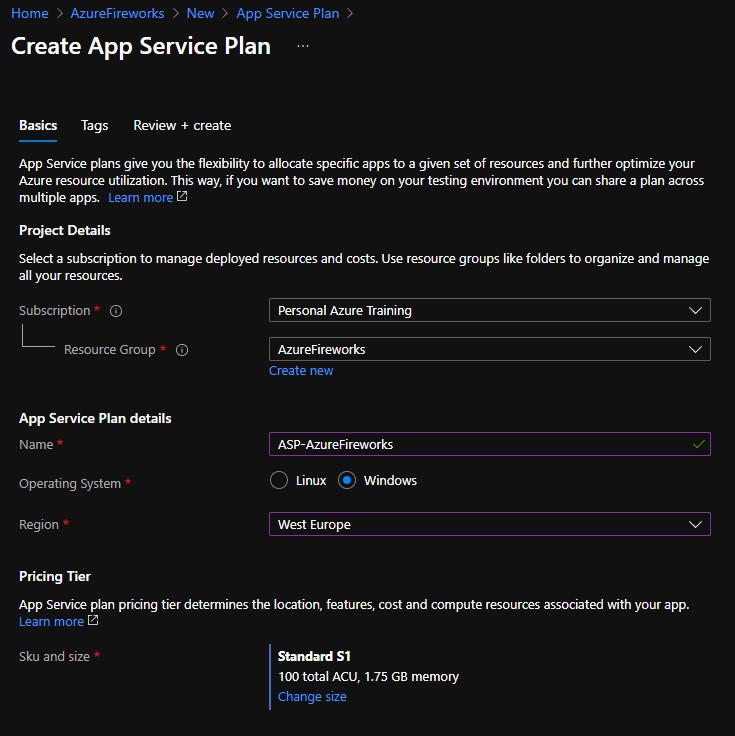 Home > AzureFireworks > New > App Service Plan >
Create App Service Plan ...
Basics Tags Review + create
App Service plans give you the flexibility to allocate specific apps to a given set of resources and further optimize your
Azure resource utilization. This way, if you want to save money on your testing environment you can share a plan across
multiple apps. Learn more
Project Details
Select a subscription to manage deployed resources and costs. Use resource groups like folders to organize and manage
all your resources.
Subscription * Personal Azure Training
Resource Group * AzureFireworks
Create new
App Service Plan details
Name * ASP-AzureFireworks
Operating System * Linux Windows
Region * West Europe
Pricing Tier
App Service plan pricing tier determines the location, features, cost and compute resources associated with your app.
Learn more
Sku and size * Standard S1
100 total ACU, 1.75 GB memory
Change size